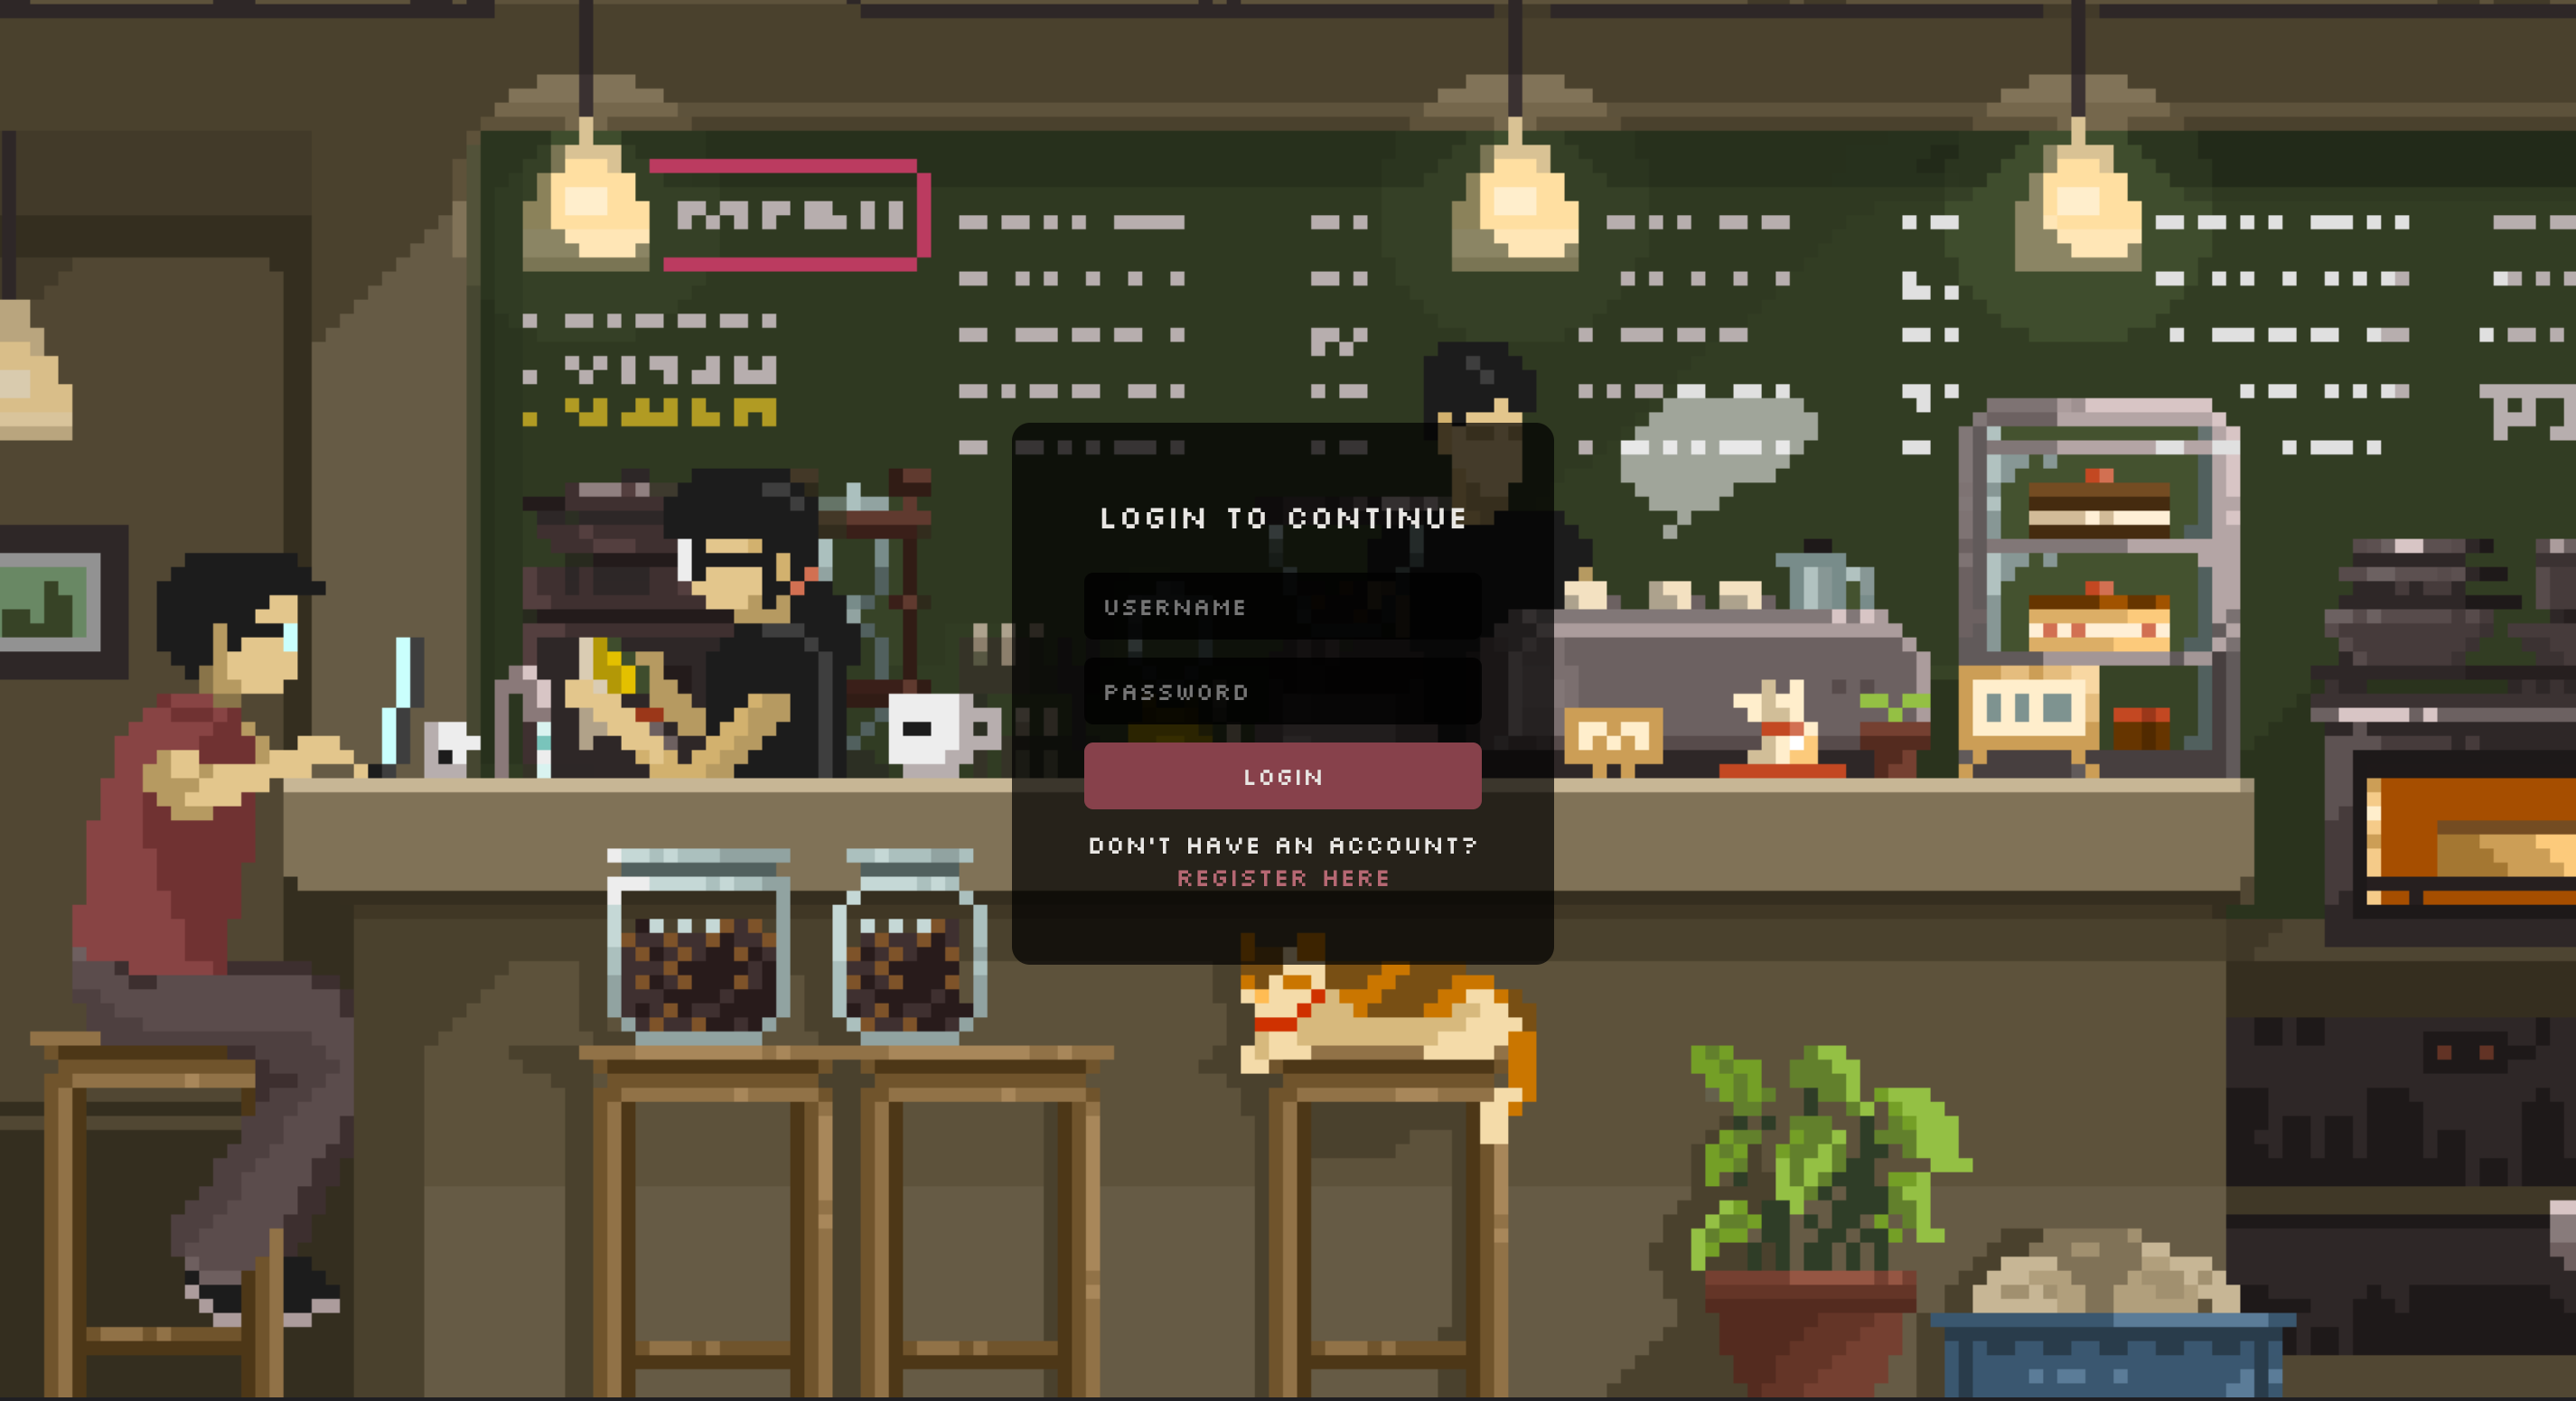 LOGIN TO CONTINUE
USERNAME
PASSWORD
LOGIN
DON'T HAVE AN ACCOUNT?
REGISTER HERE